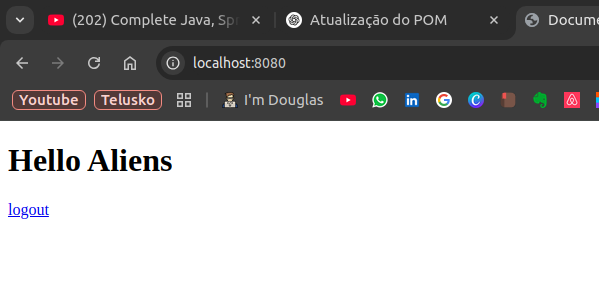 (202) Complete Java, Spr
Atualização do POM
Docume
localhost:8080
Youtube
Telusko
I'm Douglas
Hello Aliens
logout